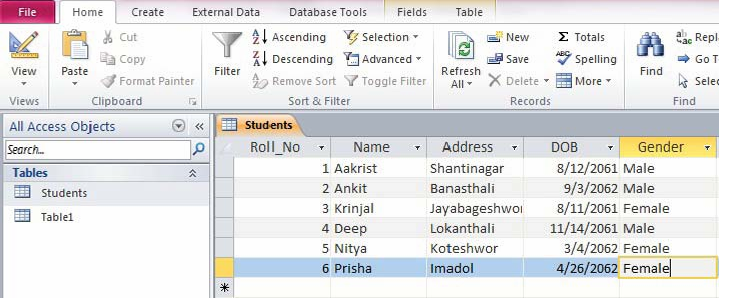 File Home Create External Data Database Tools Fields Table
View
Views
Paste
Cut
Copy
Format Painter
Clipboard
Filter
Ascending
Descending
Remove Sort
Selection
Advanced
Toggle Filter
Sort & Filter
Refresh
All
New
Save
Delete
Totals
Spelling
More
Records
Find
Repl
Go T
Selec
Find
All Access Objects
Search...
Tables
Students
Table1
Students
Roll_No Name Address DOB Gender
1 Aakrist Shantinagar 8/12/2061 Male
2 Ankit Banasthali 9/3/2062 Male
3 Krinjal Jayabageshwor 8/11/2061 Female
4 Deep Lokanthali 11/14/2061 Male
5 Nitya Koteshwor 3/4/2062 Female
6 Prisha Imadol 4/26/2062 Female